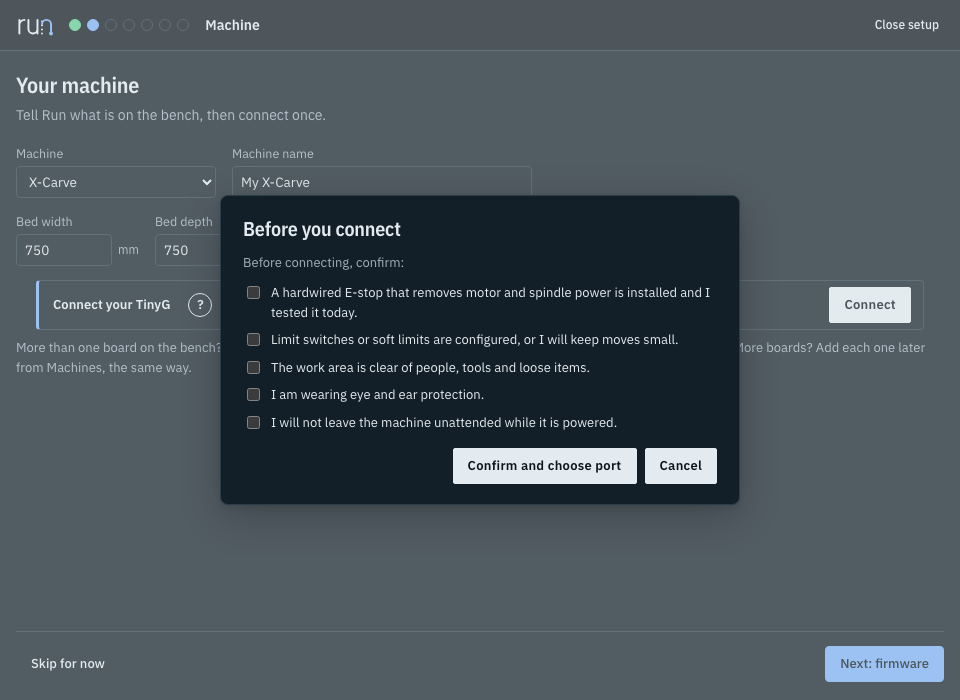 run
Machine
Close setup
Your machine
Tell Run what is on the bench, then connect once.
Machine
Machine name
X-Carve
My X-Carve
Bed width
Bed depth
750
mm
750
Before you connect
Before connecting, confirm:
A hardwired E-stop that removes motor and spindle power is installed and I
tested it today.
Limit switches or soft limits are configured, or I will keep moves small.
The work area is clear of people, tools and loose items.
I am wearing eye and ear protection.
I will not leave the machine unattended while it is powered.
Confirm and choose port
Cancel
Connect your TinyG
?
Connect
More than one board on the bench?
More boards? Add each one later
from Machines, the same way.
Skip for now
Next: firmware